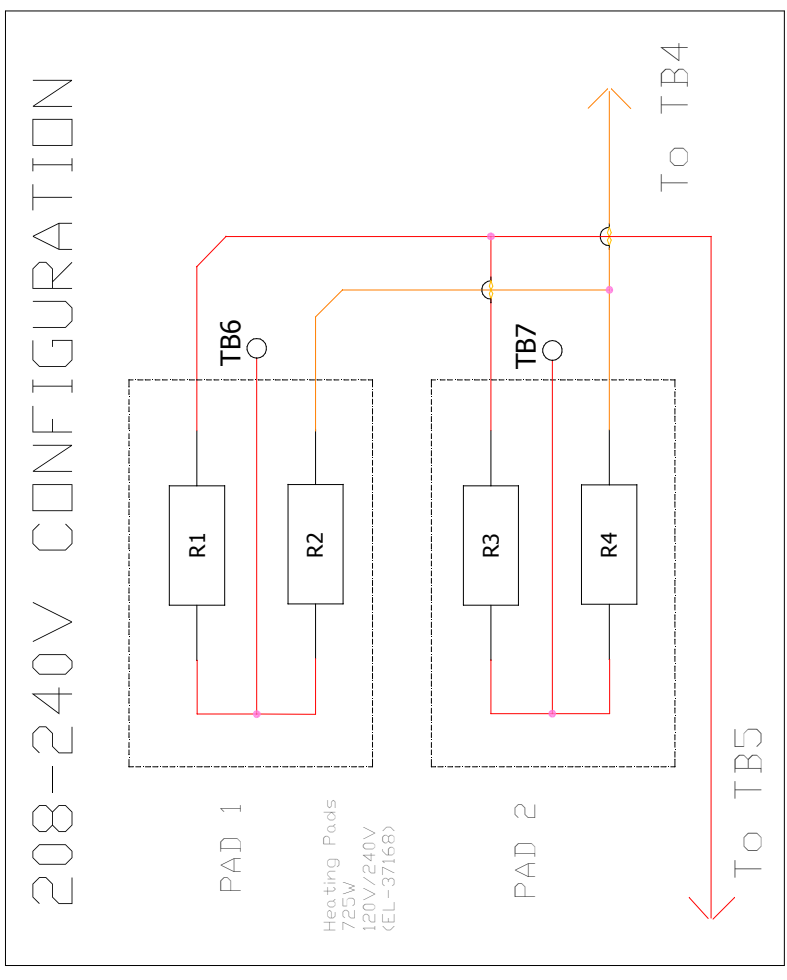 208-240V CONFIGURATION
To TB4
TB6
TB7
R1
R2
R3
R4
PAD 1
PAD 2
Heating Pads
725W
120V/240V
(EL-37168)
To TB5